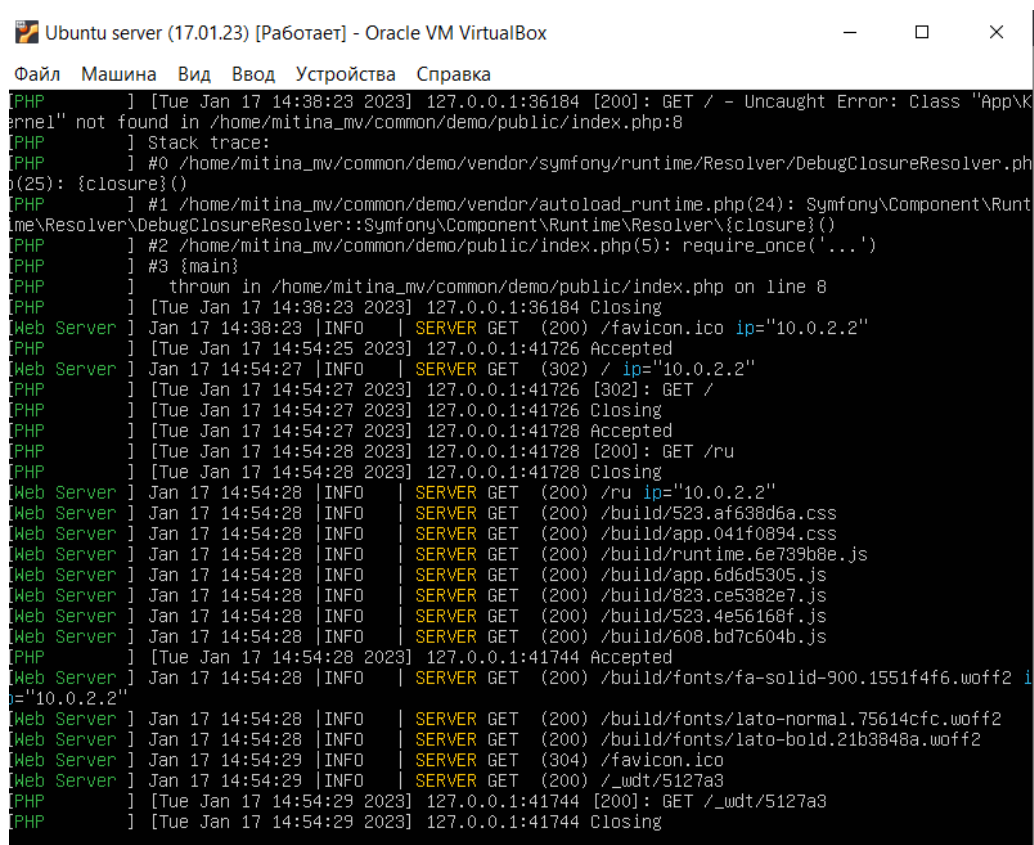 Ubuntu server (17.01.23) [Работает] - Oracle VM VirtualBox
Файл Машина Вид Ввод Устройства Справка
[PHP ] [Tue Jan 17 14:38:23 2023] 127.0.0.1:36184 [200]: GET / - Uncaught Error: Class "App\K
ernel" not found in /home/mitina_mv/common/demo/public/index.php:8
[PHP ] Stack trace:
[PHP ] #0 /home/mitina_mv/common/demo/vendor/symfony/runtime/Resolver/DebugClosureResolver.ph
p(25): {closure}()
[PHP ] #1 /home/mitina_mv/common/demo/vendor/autoload_runtime.php(24): Symfony\Component\Runt
ime\Resolver\DebugClosureResolver::Symfony\Component\Runtime\Resolver\{closure}()
[PHP ] #2 /home/mitina_mv/common/demo/public/index.php(5): require_once('...')
[PHP ] #3 {main}
[PHP ] thrown in /home/mitina_mv/common/demo/public/index.php on line 8
[PHP ] [Tue Jan 17 14:38:23 2023] 127.0.0.1:36184 Closing
[Web Server ] Jan 17 14:38:23 |INFO | SERVER GET (200) /favicon.ico ip="10.0.2.2"
[PHP ] [Tue Jan 17 14:54:25 2023] 127.0.0.1:41726 Accepted
[Web Server ] Jan 17 14:54:27 |INFO | SERVER GET (302) / ip="10.0.2.2"
[PHP ] [Tue Jan 17 14:54:27 2023] 127.0.0.1:41726 [302]: GET /
[PHP ] [Tue Jan 17 14:54:27 2023] 127.0.0.1:41726 Closing
[PHP ] [Tue Jan 17 14:54:27 2023] 127.0.0.1:41728 Accepted
[PHP ] [Tue Jan 17 14:54:28 2023] 127.0.0.1:41728 [200]: GET /ru
[PHP ] [Tue Jan 17 14:54:28 2023] 127.0.0.1:41728 Closing
[Web Server ] Jan 17 14:54:28 |INFO | SERVER GET (200) /ru ip="10.0.2.2"
[Web Server ] Jan 17 14:54:28 |INFO | SERVER GET (200) /build/523.af638d6a.css
[Web Server ] Jan 17 14:54:28 |INFO | SERVER GET (200) /build/app.041f0894.css
[Web Server ] Jan 17 14:54:28 |INFO | SERVER GET (200) /build/runtime.6e739b8e.js
[Web Server ] Jan 17 14:54:28 |INFO | SERVER GET (200) /build/app.6d6d5305.js
[Web Server ] Jan 17 14:54:28 |INFO | SERVER GET (200) /build/823.ce5382e7.js
[Web Server ] Jan 17 14:54:28 |INFO | SERVER GET (200) /build/523.4e56168f.js
[Web Server ] Jan 17 14:54:28 |INFO | SERVER GET (200) /build/608.bd7c604b.js
[PHP ] [Tue Jan 17 14:54:28 2023] 127.0.0.1:41744 Accepted
[Web Server ] Jan 17 14:54:28 |INFO | SERVER GET (200) /build/fonts/fa-solid-900.1551f4f6.woff2 i
p="10.0.2.2"
[Web Server ] Jan 17 14:54:28 |INFO | SERVER GET (200) /build/fonts/lato-normal.75614cfc.woff2
[Web Server ] Jan 17 14:54:28 |INFO | SERVER GET (200) /build/fonts/lato-bold.21b3848a.woff2
[Web Server ] Jan 17 14:54:29 |INFO | SERVER GET (304) /favicon.ico
[Web Server ] Jan 17 14:54:29 |INFO | SERVER GET (200) /_wdt/5127a3
[PHP ] [Tue Jan 17 14:54:29 2023] 127.0.0.1:41744 [200]: GET /_wdt/5127a3
[PHP ] [Tue Jan 17 14:54:29 2023] 127.0.0.1:41744 Closing